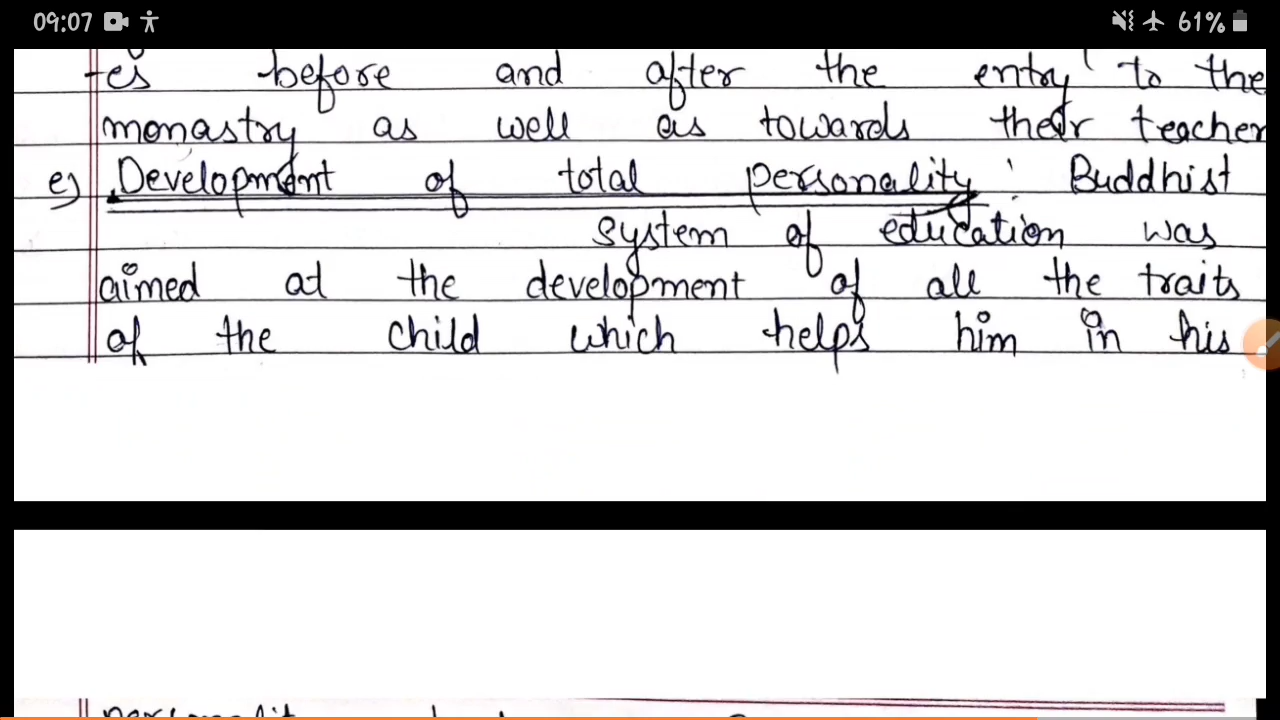 09:07 61%
-es before and after the entry to the
monastry as well as towards their teacher
e) Development of total personality : Buddhist
system of education was
aimed at the development of all the traits
of the child which helps him in his